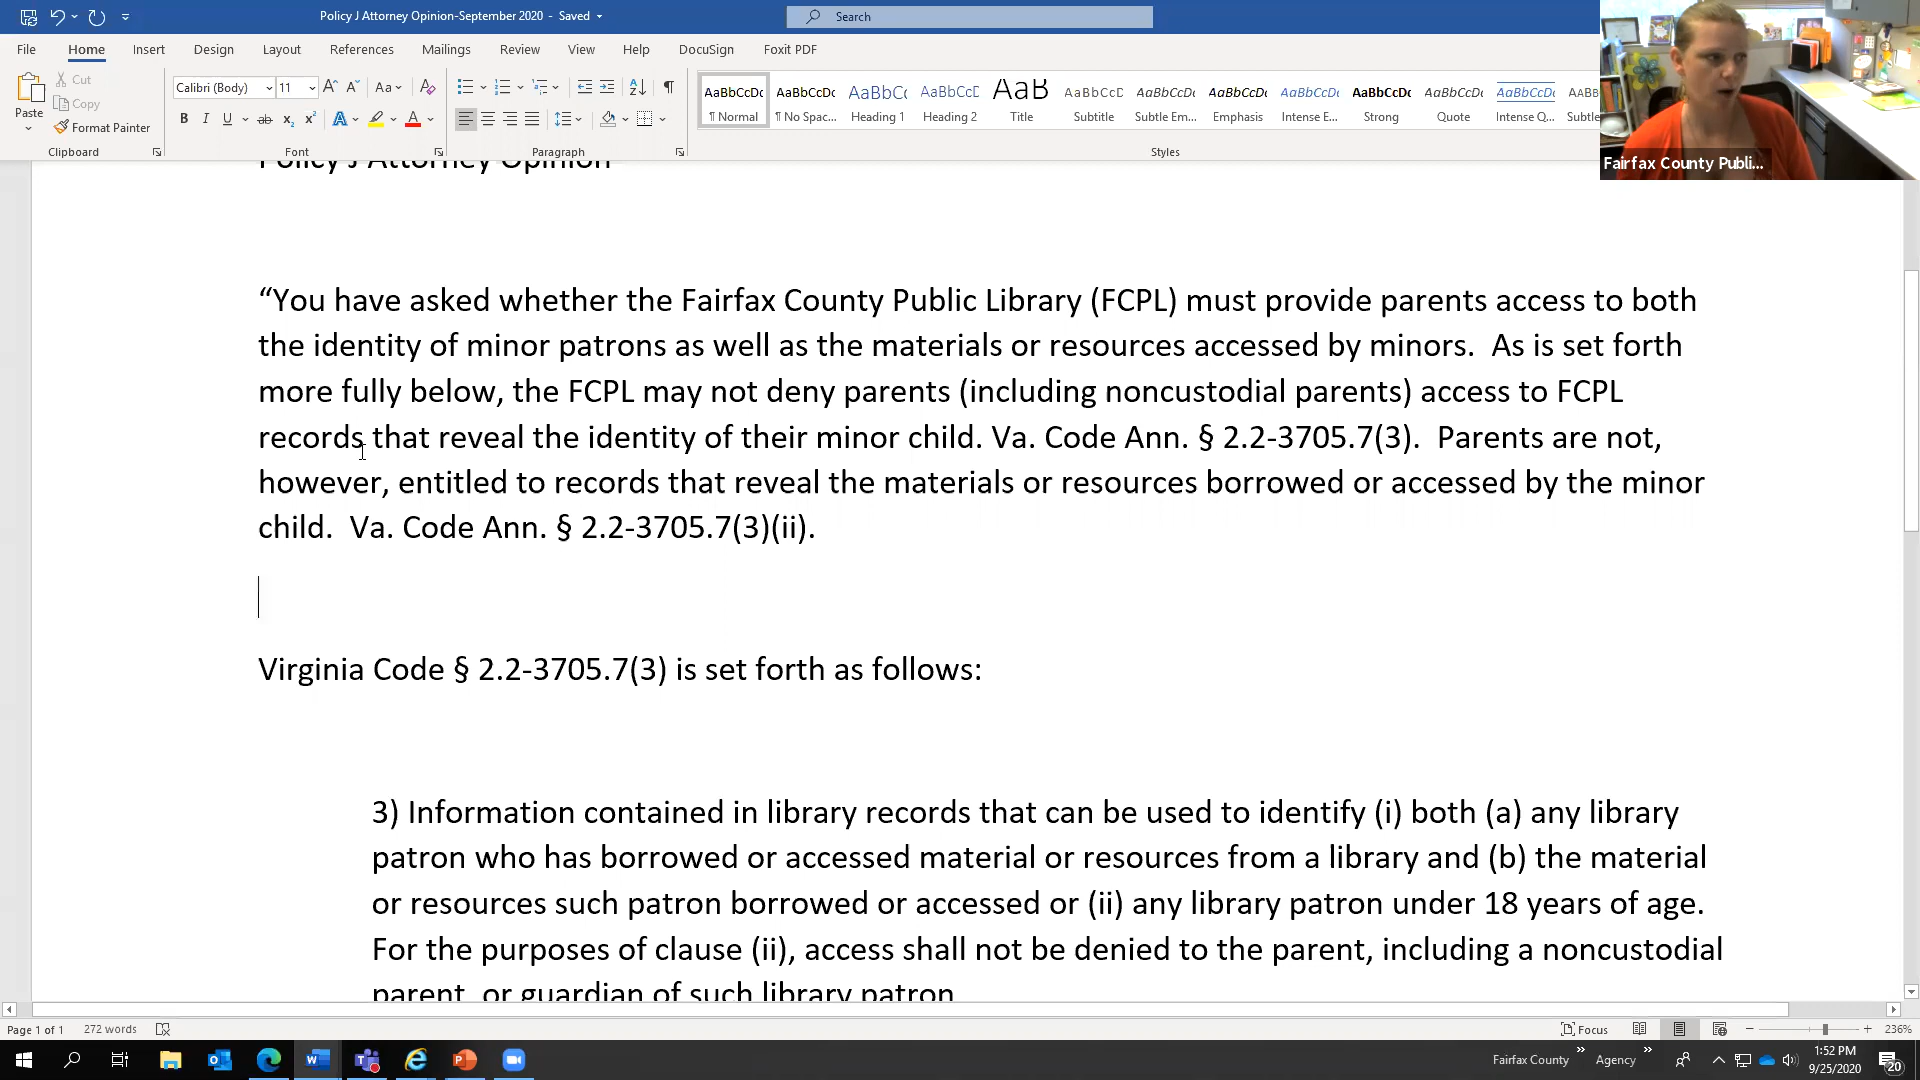 Policy J Attorney Opinion-September 2020 - Saved
Search
File Home Insert Design Layout References Mailings Review View Help DocuSign Foxit PDF
Paste
Cut
Copy
Format Painter
Clipboard
Calibri (Body) 11
Font
Paragraph
AaBbCcDc AaBbCcDc AaBbCc AaBbCcD AaB AaBbCcD AaBbCcDc AaBbCcDc AaBbCcDc AaBbCcDc AaBbCcDc AaBbCcDc AABB
¶ Normal ¶ No Spac... Heading 1 Heading 2 Title Subtitle Subtle Em... Emphasis Intense E... Strong Quote Intense Q... Subtle
Styles
Fairfax County Publi...
Policy J Attorney Opinion
“You have asked whether the Fairfax County Public Library (FCPL) must provide parents access to both
the identity of minor patrons as well as the materials or resources accessed by minors. As is set forth
more fully below, the FCPL may not deny parents (including noncustodial parents) access to FCPL
records that reveal the identity of their minor child. Va. Code Ann. § 2.2-3705.7(3). Parents are not,
however, entitled to records that reveal the materials or resources borrowed or accessed by the minor
child. Va. Code Ann. § 2.2-3705.7(3)(ii).
Virginia Code § 2.2-3705.7(3) is set forth as follows:
3) Information contained in library records that can be used to identify (i) both (a) any library
patron who has borrowed or accessed material or resources from a library and (b) the material
or resources such patron borrowed or accessed or (ii) any library patron under 18 years of age.
For the purposes of clause (ii), access shall not be denied to the parent, including a noncustodial
parent, or guardian of such library patron
Page 1 of 1 272 words
Focus
236%
Fairfax County » Agency »
1:52 PM
9/25/2020
20